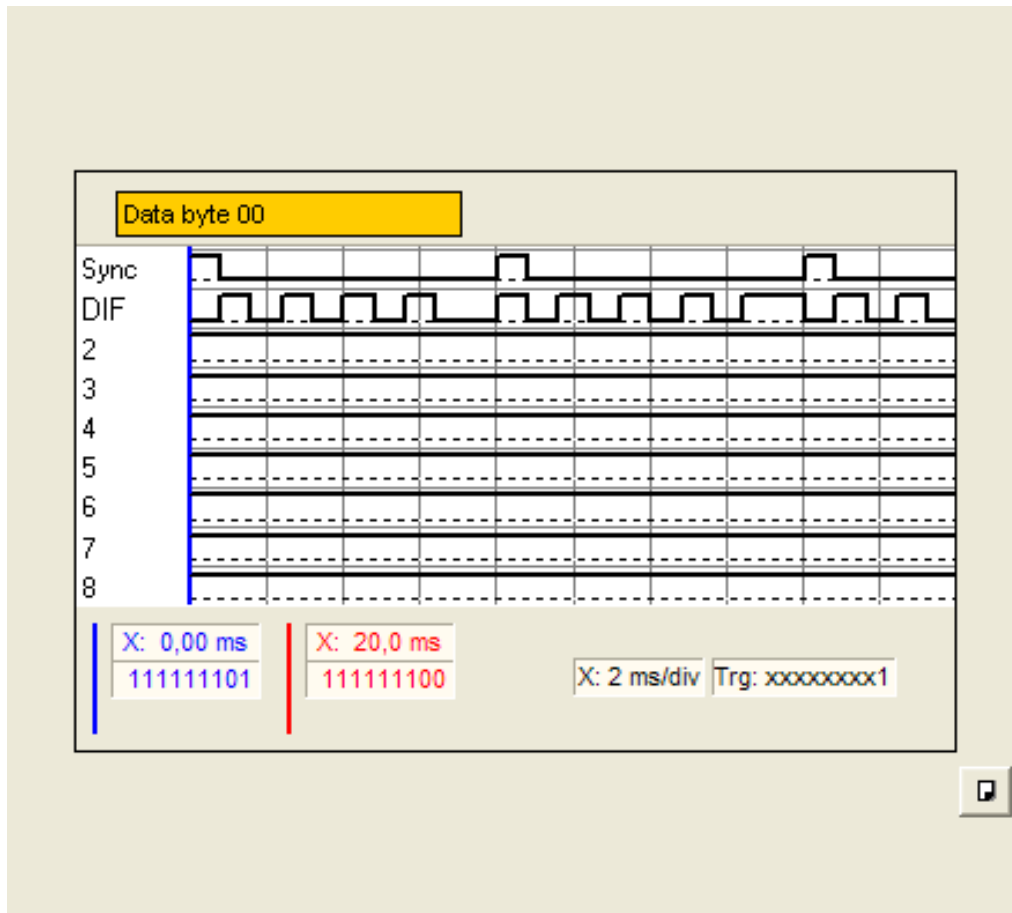 Data byte 00
Sync
DIF
2
3
4
5
6
7
8
X: 0,00 ms
111111101
X: 20,0 ms
111111100
X: 2 ms/div
Trg: xxxxxxxx1